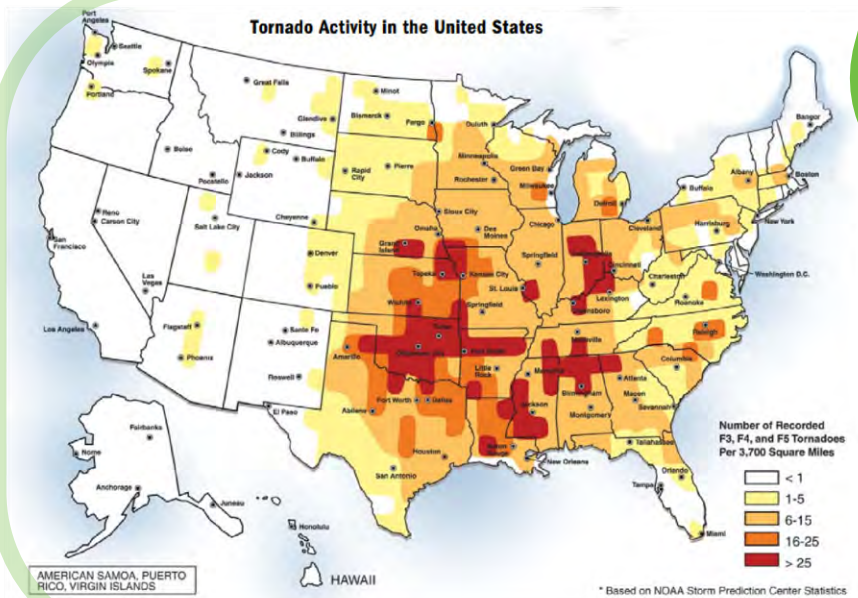 Tornado Activity in the United States
Port
Angeles
Seattle
Olympia
Spokane
Portland
Great Falls
Glendive
Billings
Minot
Bismarck
Fargo
Duluth
Bangor
Boise
Pocatello
Cody
Buffalo
Jackson
Rapid
City
Pierre
Minneapolis
Rochester
Green Bay
Milwaukee
Detroit
Buffalo
Albany
Boston
Reno
Carson City
Salt Lake City
Cheyenne
Sioux City
Omaha
Des
Moines
Chicago
Cleveland
Harrisburg
New York
San
Francisco
Grand
Island
Denver
Pueblo
Topeka
Kansas City
Springfield
St. Louis
Cincinnati
Charleston
Washington D.C.
Las
Vegas
Wichita
Springfield
Lexington
Roanoke
Los Angeles
Flagstaff
Phoenix
Santa Fe
Albuquerque
Amarillo
Oklahoma City
Little
Rock
Memphis
Nashville
Raleigh
Columbia
Roswell
El Paso
Abilene
Fort Worth
Dallas
Jackson
Birmingham
Montgomery
Atlanta
Macon
Savannah
Houston
San Antonio
Baton
Rouge
New Orleans
Tallahassee
Orlando
Tampa
Miami
Fairbanks
Nome
Anchorage
Juneau
Honolulu
HAWAII
AMERICAN SAMOA, PUERTO
RICO, VIRGIN ISLANDS
Number of Recorded
F3, F4, and F5 Tornadoes
Per 3,700 Square Miles
< 1
1-5
6-15
16-25
> 25
* Based on NOAA Storm Prediction Center Statistics